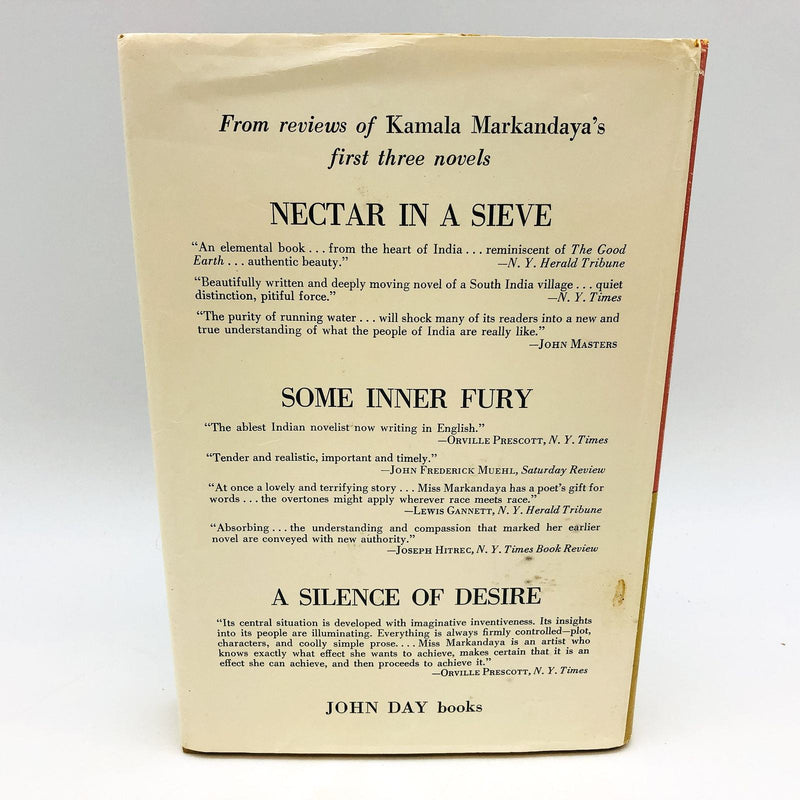 From reviews of Kamala Markandaya's
first three novels
NECTAR IN A SIEVE
"An elemental book . . . from the heart of India . . . reminiscent of The Good
Earth . . . authentic beauty." —N. Y. Herald Tribune
"Beautifully written and deeply moving novel of a South India village . . . quiet
distinction, pitiful force." —N. Y. Times
"The purity of running water . . . will shock many of its readers into a new and
true understanding of what the people of India are really like."
—JOHN MASTERS
SOME INNER FURY
"The ablest Indian novelist now writing in English."
—ORVILLE PRESCOTT, N. Y. Times
"Tender and realistic, important and timely."
—JOHN FREDERICK MUEHL, Saturday Review
"At once a lovely and terrifying story . . . Miss Markandaya has a poet's gift for
words . . . the overtones might apply wherever race meets race."
—LEWIS GANNETT, N. Y. Herald Tribune
"Absorbing . . . the understanding and compassion that marked her earlier
novel are conveyed with new authority."
—JOSEPH HITREC, N. Y. Times Book Review
A SILENCE OF DESIRE
"Its central situation is developed with imaginative inventiveness. Its insights
into its people are illuminating. Everything is always firmly controlled—plot,
characters, and coolly simple prose. . . . Miss Markandaya is an artist who
knows exactly what effect she wants to achieve, makes certain that it is an
effect she can achieve, and then proceeds to achieve it."
—ORVILLE PRESCOTT, N. Y. Times
JOHN DAY books